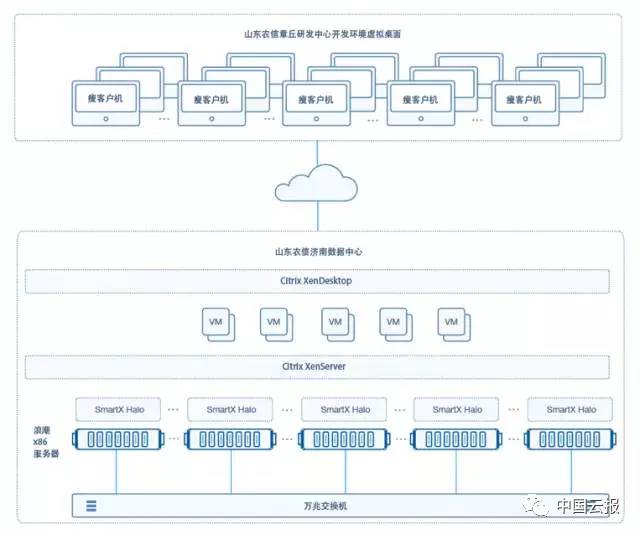 山东农信章丘研发中心开发环境虚拟桌面
瘦客户机 瘦客户机 瘦客户机 瘦客户机 瘦客户机
... ... ... ...
山东农信济南数据中心
Citrix XenDesktop
VM VM VM VM VM
Citrix XenServer
SmartX Halo ... SmartX Halo ... SmartX Halo ... SmartX Halo ... SmartX Halo
浪潮
x86
服务器
万兆交换机
中国云报